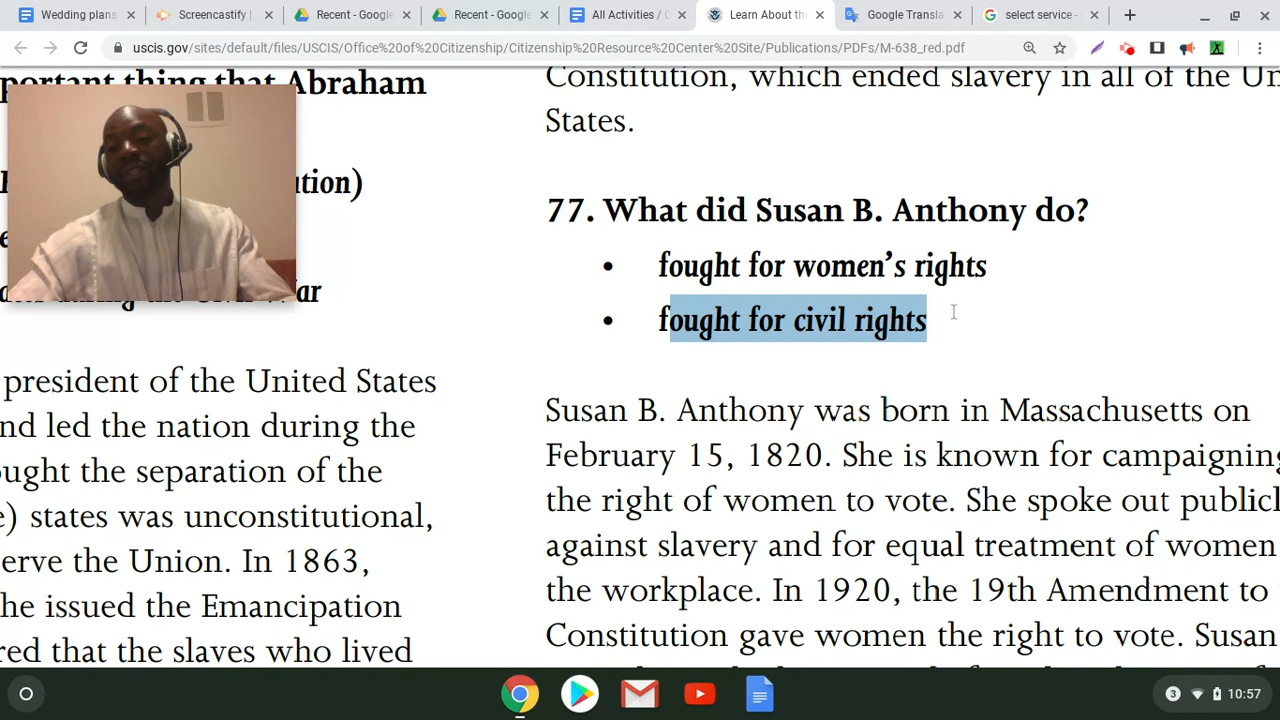 Wedding plans
Screencastify
Recent - Google
Recent - Google
All Activities / G
Learn About the
Google Transla
select service -
uscis.gov/sites/default/files/USCIS/Office%20of%20Citizenship/Citizenship%20Resource%20Center%20Site/Publications/PDFs/M-638_red.pdf
portant thing that Abraham
ution)
War
president of the United States
nd led the nation during the
ought the separation of the
e) states was unconstitutional,
erve the Union. In 1863,
he issued the Emancipation
red that the slaves who lived
Constitution, which ended slavery in all of the Un
States.
77. What did Susan B. Anthony do?
• fought for women's rights
• fought for civil rights
Susan B. Anthony was born in Massachusetts on
February 15, 1820. She is known for campaigning
the right of women to vote. She spoke out publicl
against slavery and for equal treatment of women
the workplace. In 1920, the 19th Amendment to
Constitution gave women the right to vote. Susan
3 10:57